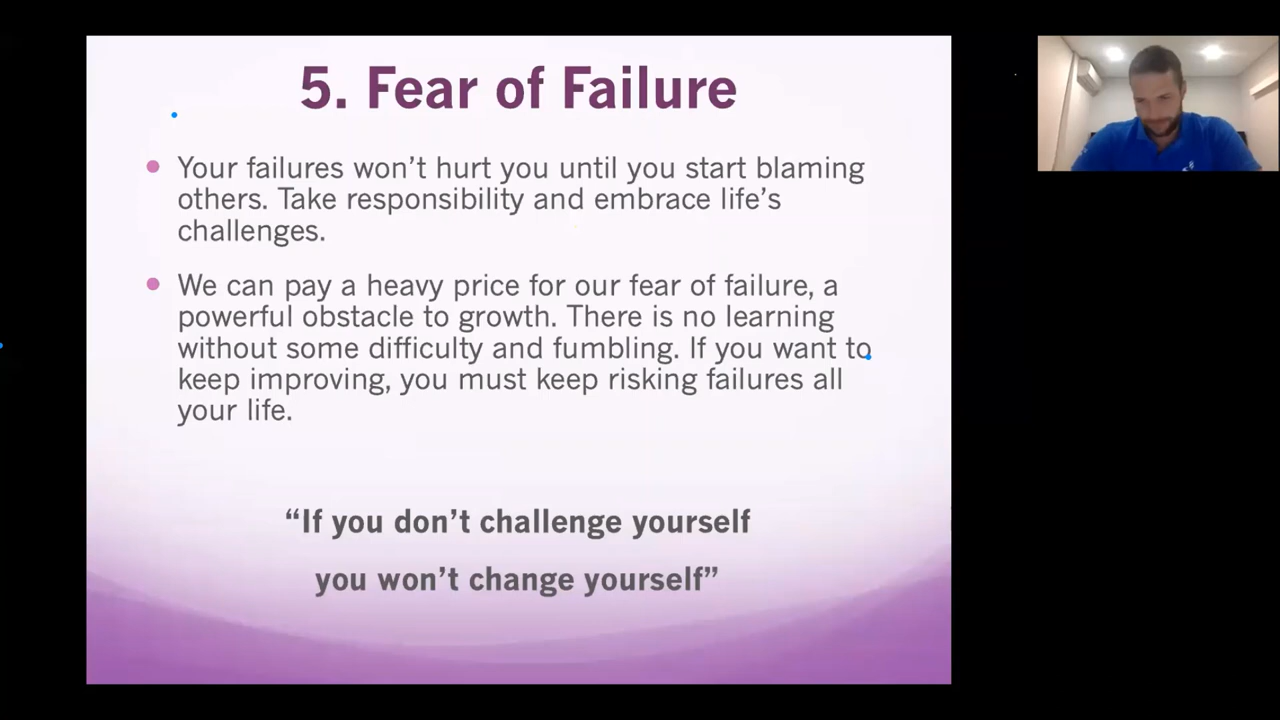 5. Fear of Failure
Your failures won’t hurt you until you start blaming
others. Take responsibility and embrace life’s
challenges.
We can pay a heavy price for our fear of failure, a
powerful obstacle to growth. There is no learning
without some difficulty and fumbling. If you want to
keep improving, you must keep risking failures all
your life.
“If you don’t challenge yourself
you won’t change yourself”